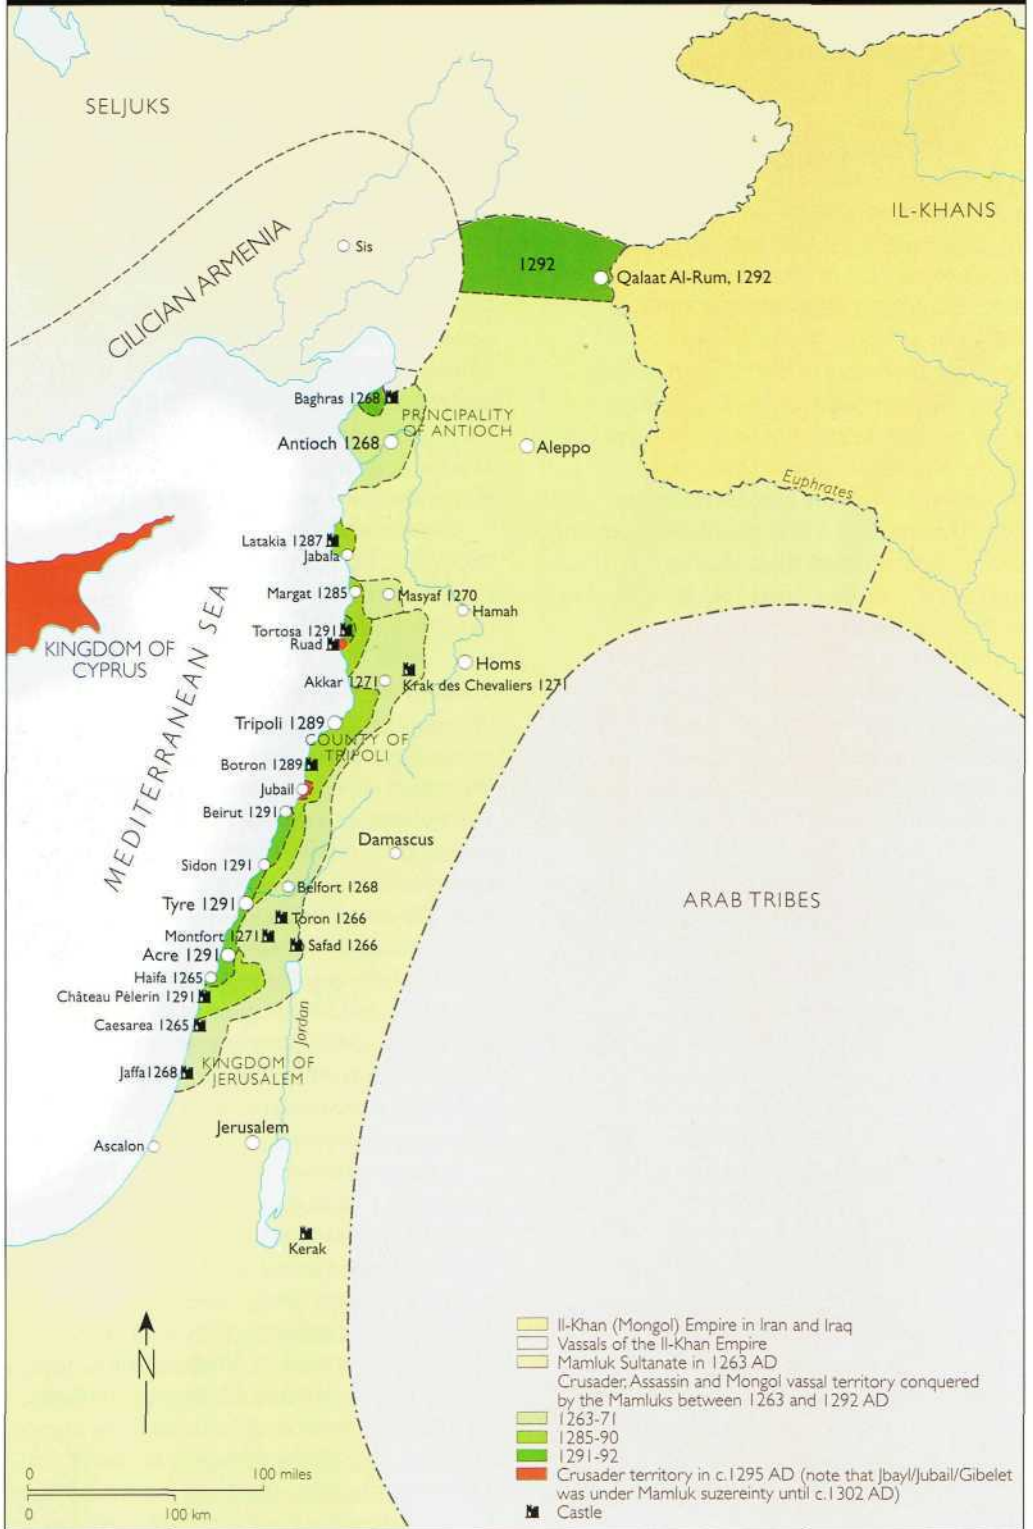 SELJUKS
IL-KHANS
CILICIAN ARMENIA
Sis
1292
Qalaat Al-Rum, 1292
Baghras 1268
PRINCIPALITY
OF ANTIOCH
Antioch 1268
Aleppo
Euphrates
Latakia 1287
Jabala
Margat 1285
Masyaf 1270
Hamah
Tortosa 1291
Ruad
KINGDOM OF
CYPRUS
MEDITERRANEAN SEA
Homs
Akkar 1271
Krak des Chevaliers 1271
Tripoli 1289
COUNTY OF
TRIPOLI
Botron 1289
Jubail
Beirut 1291
Damascus
Sidon 1291
Belfort 1268
Tyre 1291
Toron 1266
ARAB TRIBES
Montfort 1271
Safad 1266
Acre 1291
Haifa 1265
Château Pèlerin 1291
Caesarea 1265
Jordan
Jaffa1268
KINGDOM OF
JERUSALEM
Jerusalem
Ascalon
Kerak
N
0 100 miles
0 100 km
Il-Khan (Mongol) Empire in Iran and Iraq
Vassals of the Il-Khan Empire
Mamluk Sultanate in 1263 AD
Crusader, Assassin and Mongol vassal territory conquered
by the Mamluks between 1263 and 1292 AD
1263-71
1285-90
1291-92
Crusader territory in c.1295 AD (note that Jbayl/Jubail/Gibelet
was under Mamluk suzereinty until c.1302 AD)
Castle